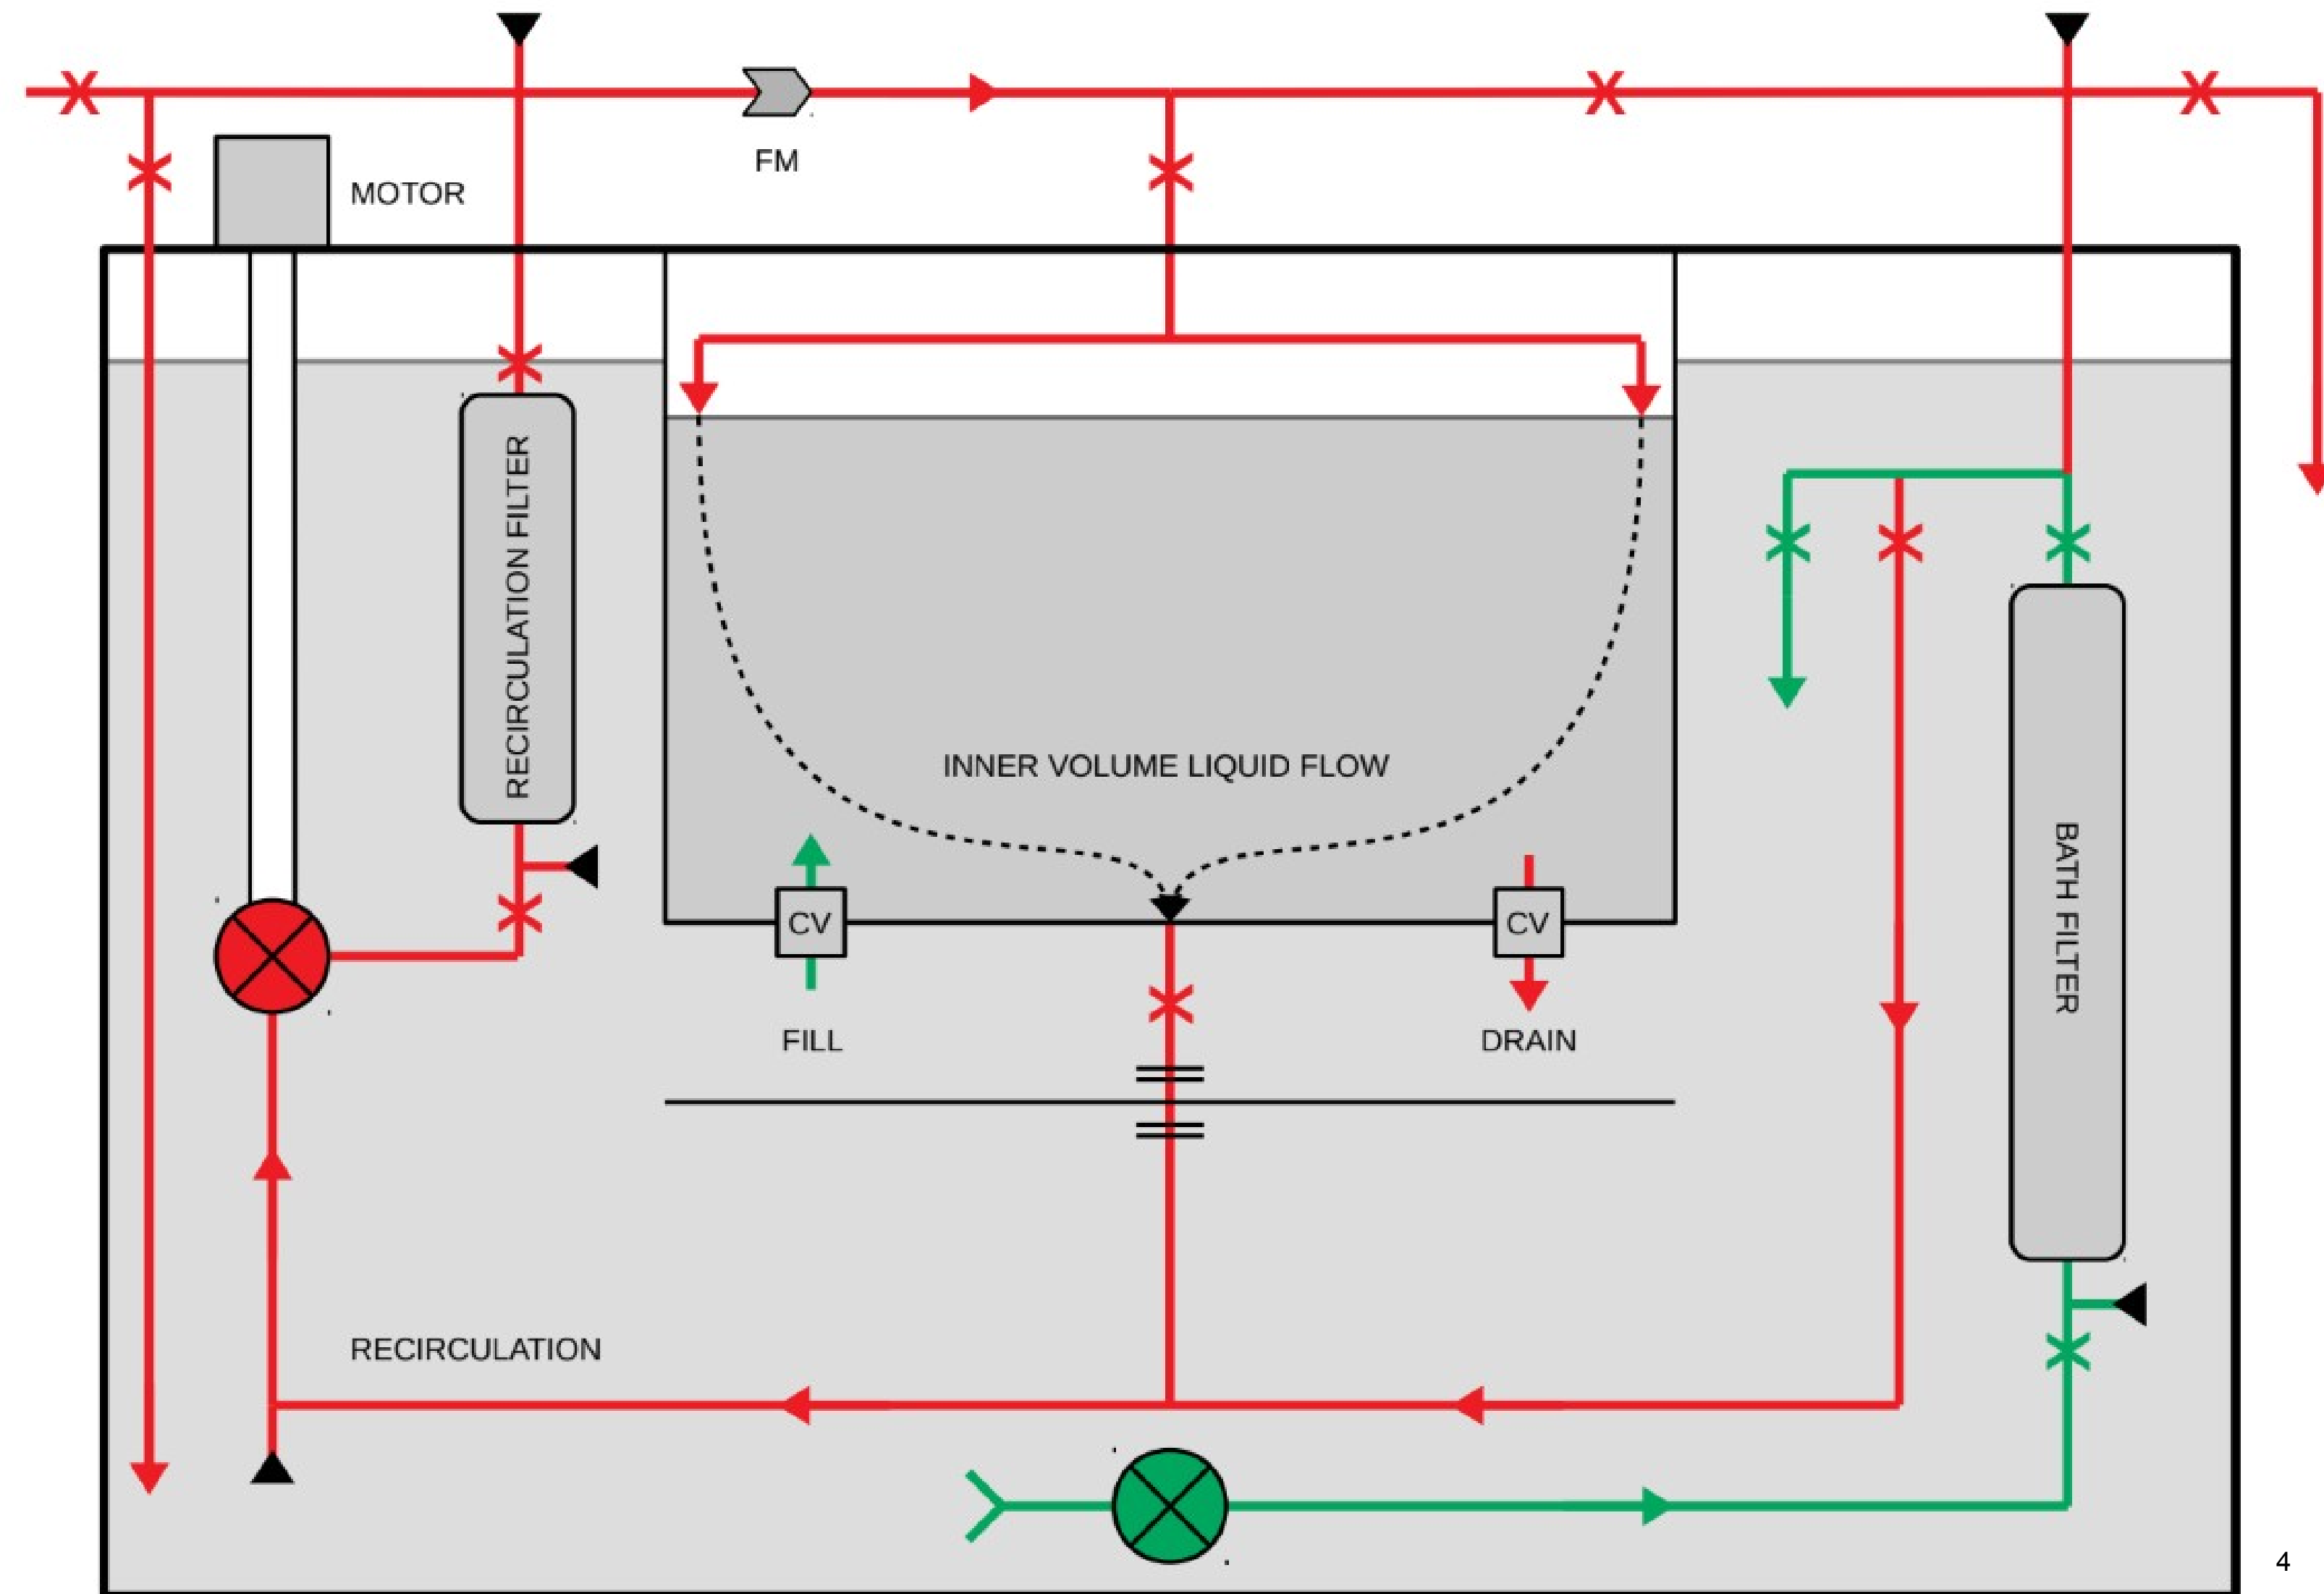 FM
MOTOR
RECIRCULATION FILTER
INNER VOLUME LIQUID FLOW
BATH FILTER
CV
CV
FILL
DRAIN
RECIRCULATION
4